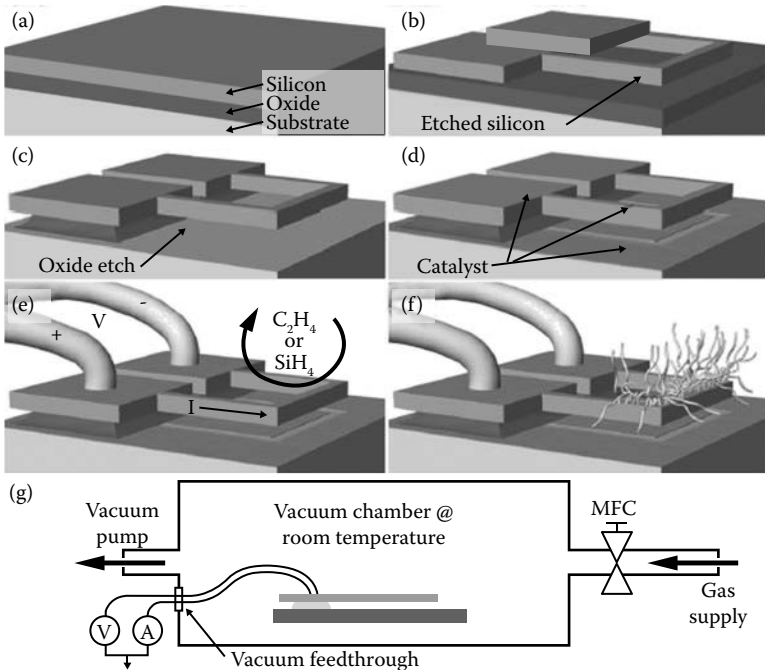 (a)
Silicon
Oxide
Substrate
(b)
Etched silicon
(c)
Oxide etch
(d)
Catalyst
(e)
+
V
-
C₂H₄
or
SiH₄
I
(f)
(g)
Vacuum
pump
Vacuum chamber @
room temperature
MFC
Gas
supply
V
A
Vacuum feedthrough